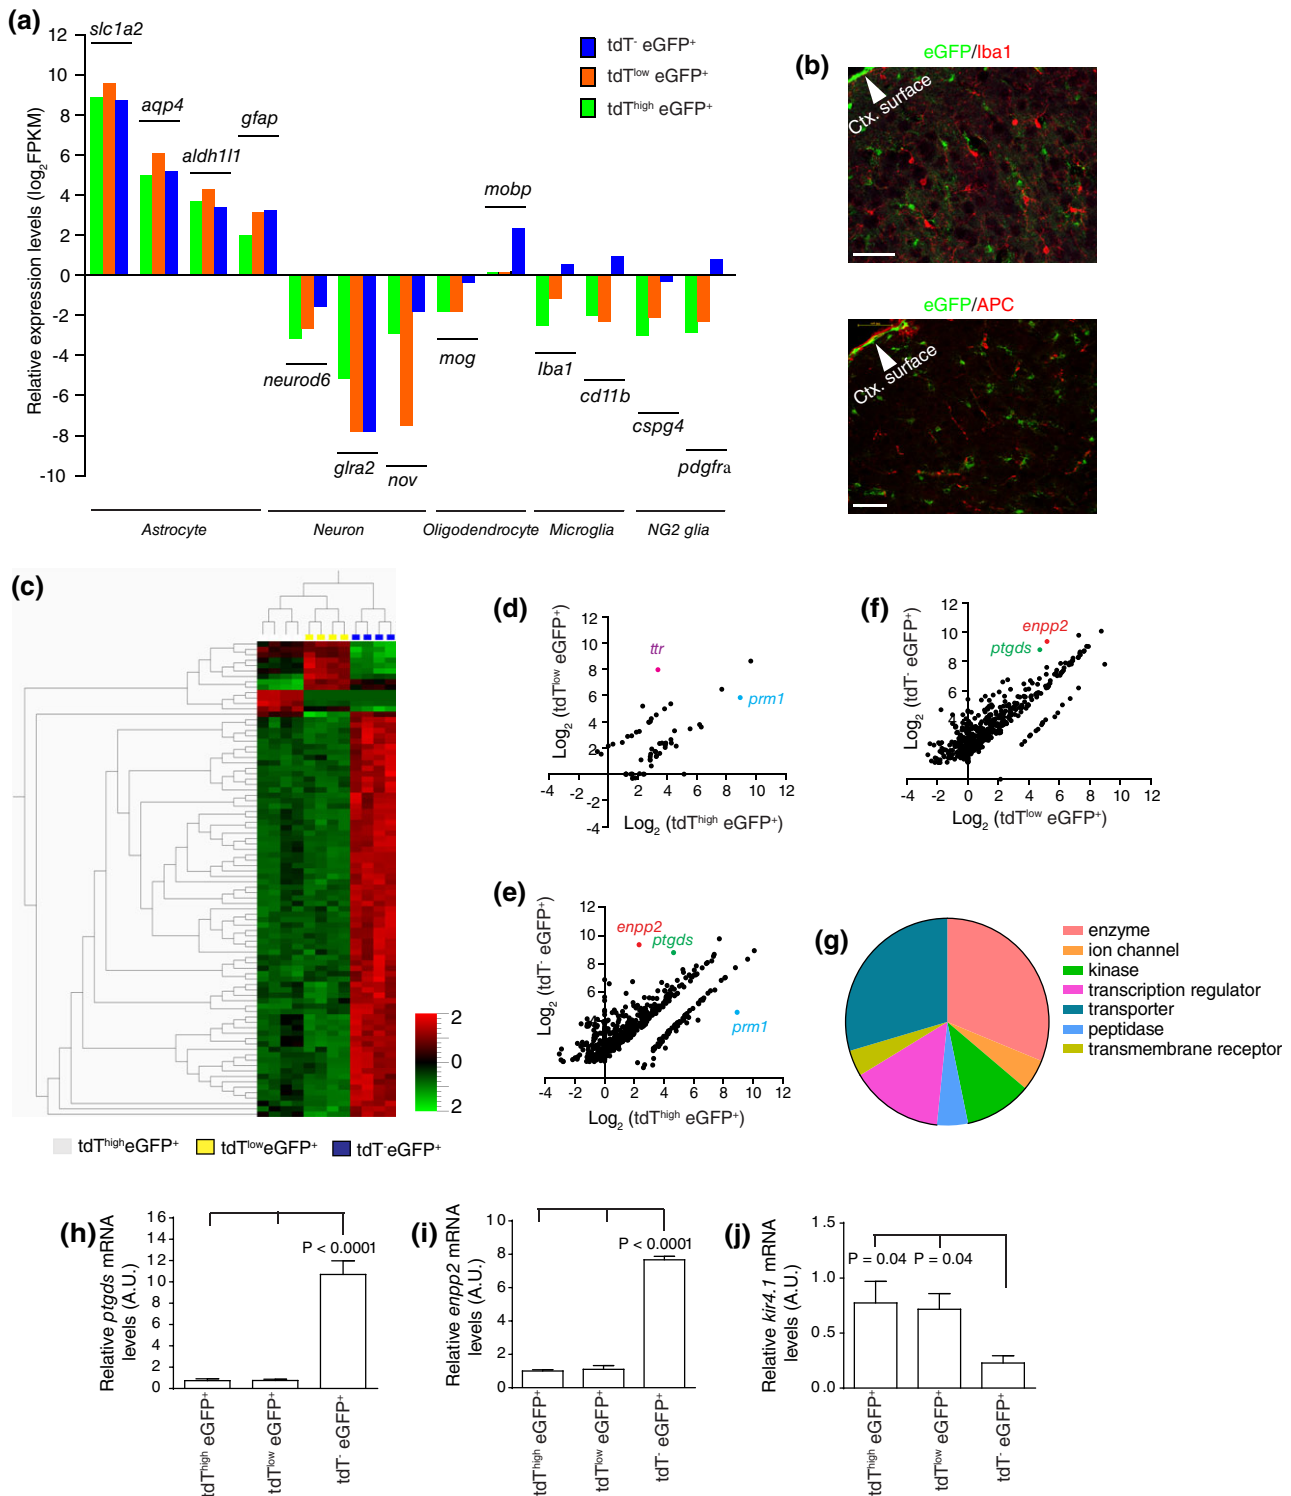 (a)
Relative expression levels (log2FPKM)
12
10
8
6
4
2
0
-2
-4
-6
-8
-10
slc1a2
aqp4
aldh1l1
gfap
neurod6
glra2
nov
mog
mobp
Iba1
cd11b
cspg4
pdgfra
Astrocyte
Neuron
Oligodendrocyte
Microglia
NG2 glia
tdT- eGFP+
tdTlow eGFP+
tdThigh eGFP+
(b)
eGFP/Iba1
Ctx. surface
eGFP/APC
Ctx. surface
(c)
2
0
2
tdThigheGFP+
tdTloweGFP+
tdT-eGFP+
(d)
Log2 (tdTlow eGFP+)
12
10
8
6
4
2
-2
-4
-4
-2
0
2
4
6
8
10
12
ttr
prm1
Log2 (tdThigh eGFP+)
(e)
Log2 (tdT- eGFP+)
12
10
8
6
4
2
-4
-2
0
2
4
6
8
10
12
enpp2
ptgds
prm1
Log2 (tdThigh eGFP+)
(f)
Log2 (tdT- eGFP+)
12
10
8
6
4
2
-4
-2
0
2
4
6
8
10
12
enpp2
ptgds
Log2 (tdTlow eGFP+)
(g)
enzyme
ion channel
kinase
transcription regulator
transporter
peptidase
transmembrane receptor
(h)
Relative ptgds mRNA
levels (A.U.)
16
14
12
10
8
6
4
2
0
P < 0.0001
tdThigh eGFP+
tdTlow eGFP+
tdT- eGFP+
(i)
Relative enpp2 mRNA
levels (A.U.)
10
8
6
4
2
0
P < 0.0001
tdThigh eGFP+
tdTlow eGFP+
tdT- eGFP+
(j)
Relative kir4.1 mRNA
levels (A.U.)
1.5
1.0
0.5
0.0
P = 0.04
P = 0.04
tdThigh eGFP+
tdTlow eGFP+
tdT- eGFP+